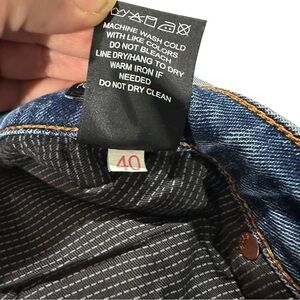 MACHINE WASH COLD
WITH LIKE COLORS
DO NOT BLEACH
LINE DRY/HANG TO DRY
WARM IRON IF
NEEDED
DO NOT DRY CLEAN
40